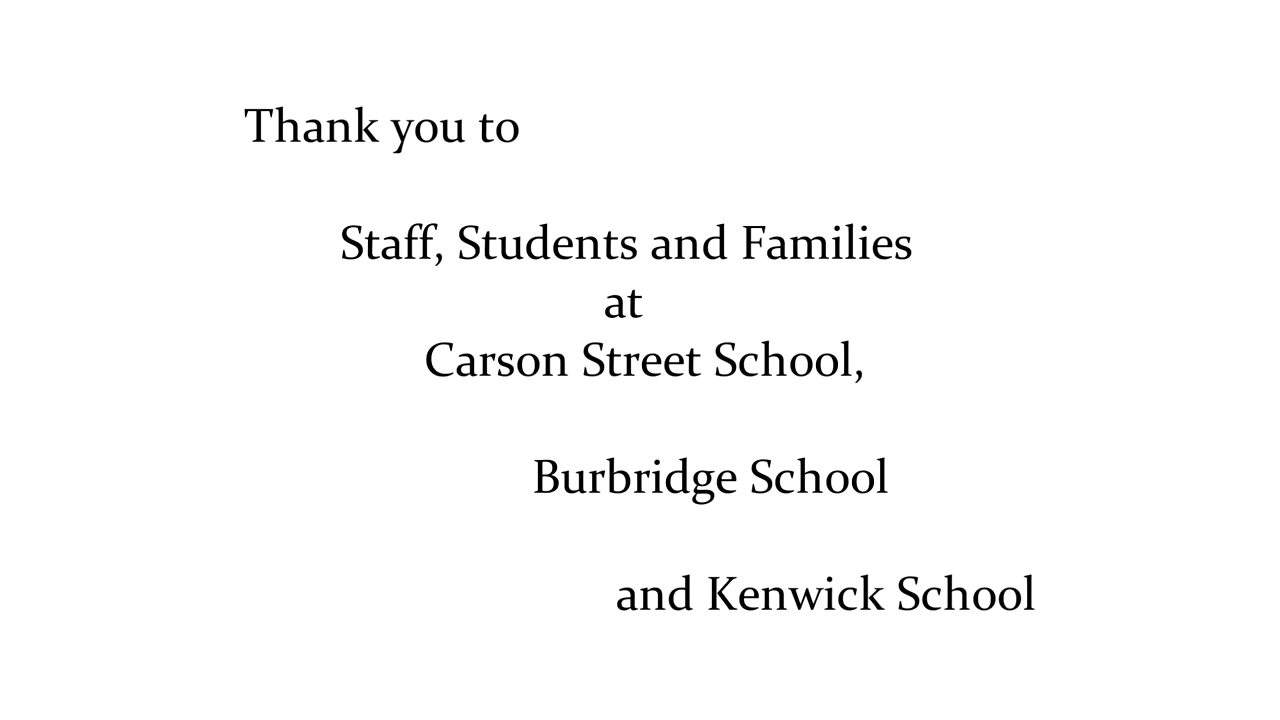 Thank you to
Staff, Students and Families
at
Carson Street School,
Burbridge School
and Kenwick School